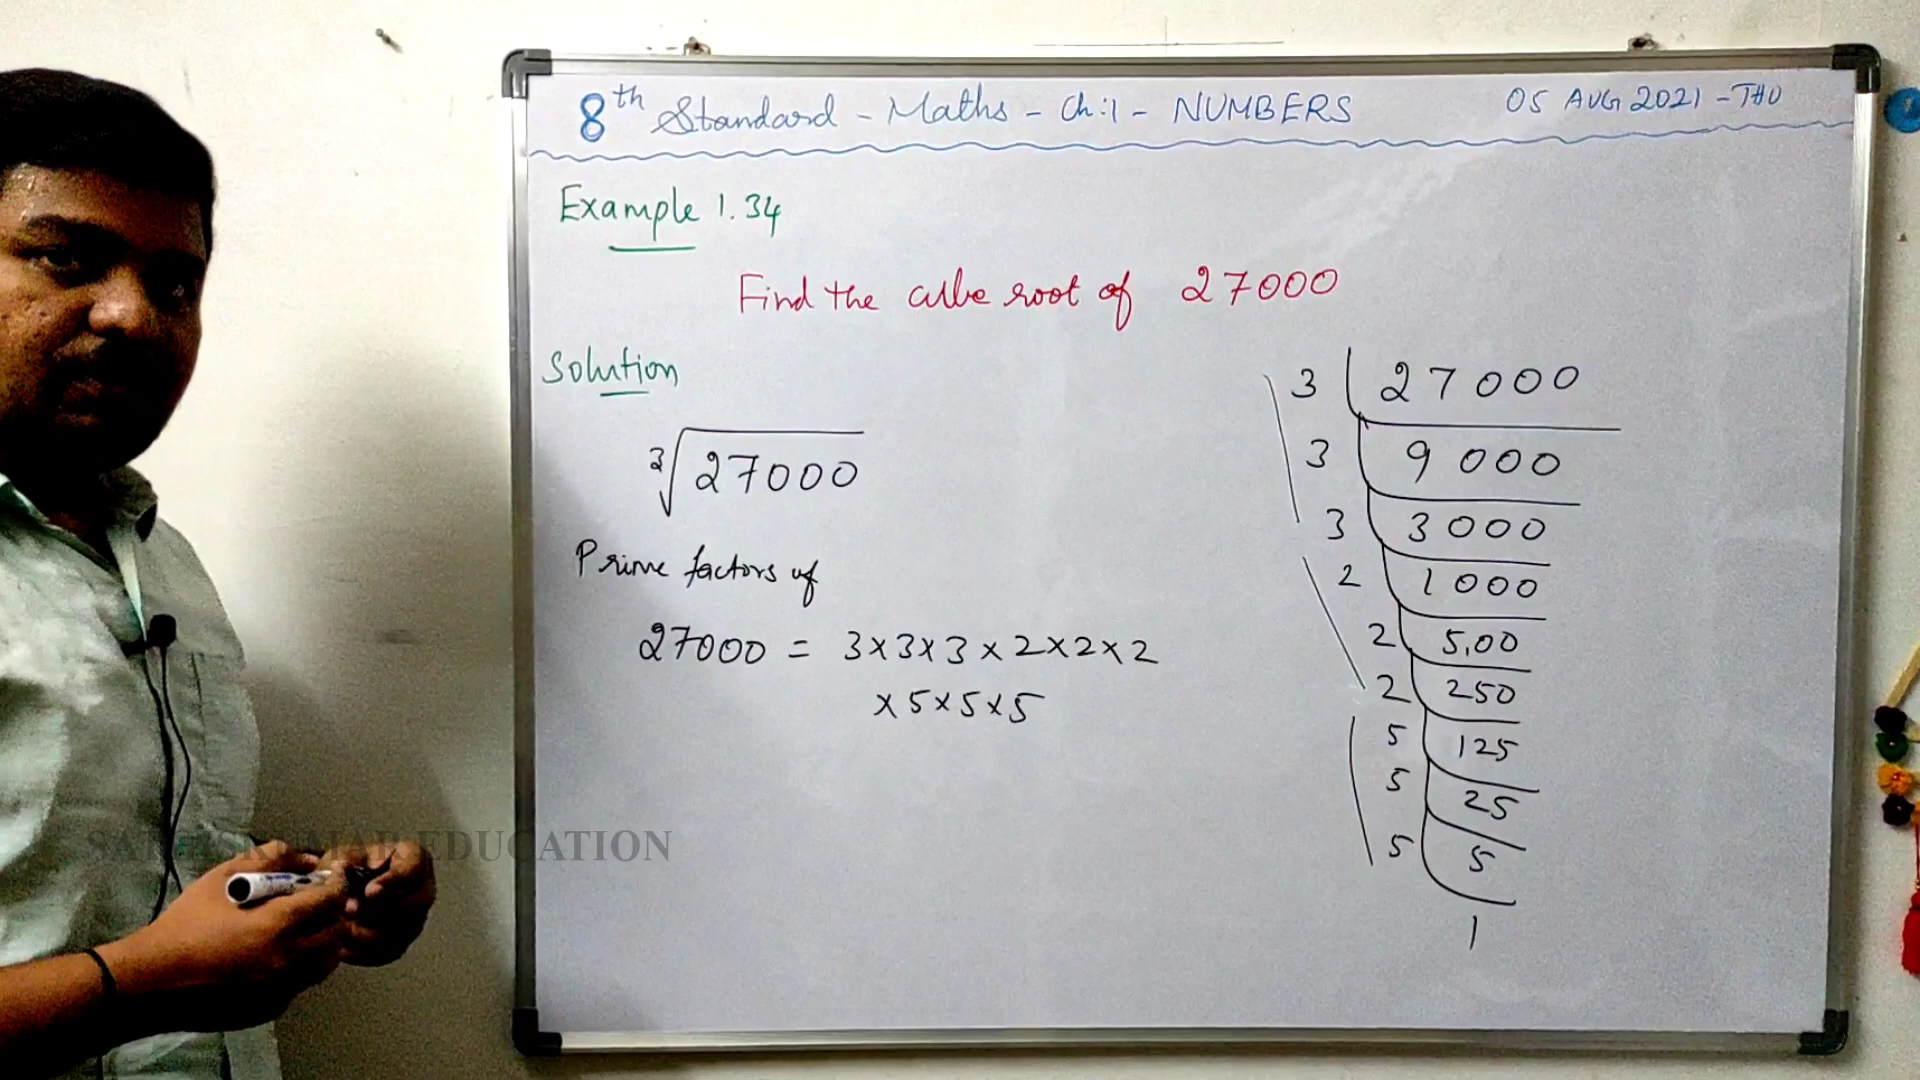 8th Standard - Maths - Ch:1 - NUMBERS
05 AUG 2021 - THU
Example 1.34
Find the cube root of 27000
Solution
∛27000
Prime factors of
27000 = 3×3×3×2×2×2
×5×5×5
3 27000
3 9000
3 3000
2 1000
2 5,00
2 250
5 125
5 25
5 5
1
SATHISKUMAR EDUCATION